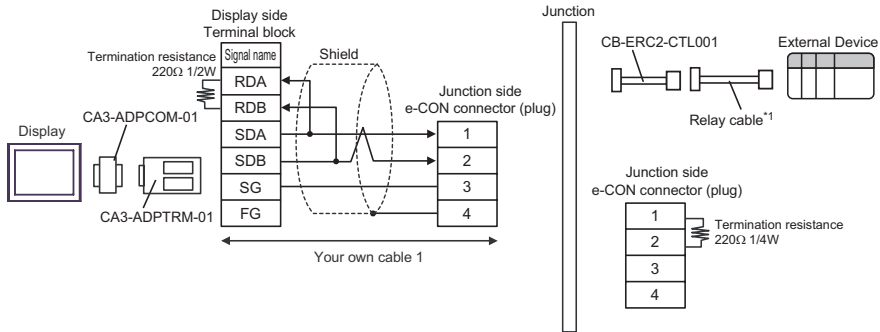 Display side
Terminal block
Signal name
Termination resistance
220Ω 1/2W
RDA
RDB
SDA
SDB
SG
FG
Shield
Display
CA3-ADPCOM-01
CA3-ADPTRM-01
Junction side
e-CON connector (plug)
1
2
3
4
Your own cable 1
Junction
CB-ERC2-CTL001
External Device
Relay cable*1
Junction side
e-CON connector (plug)
1
2
3
4
Termination resistance
220Ω 1/4W